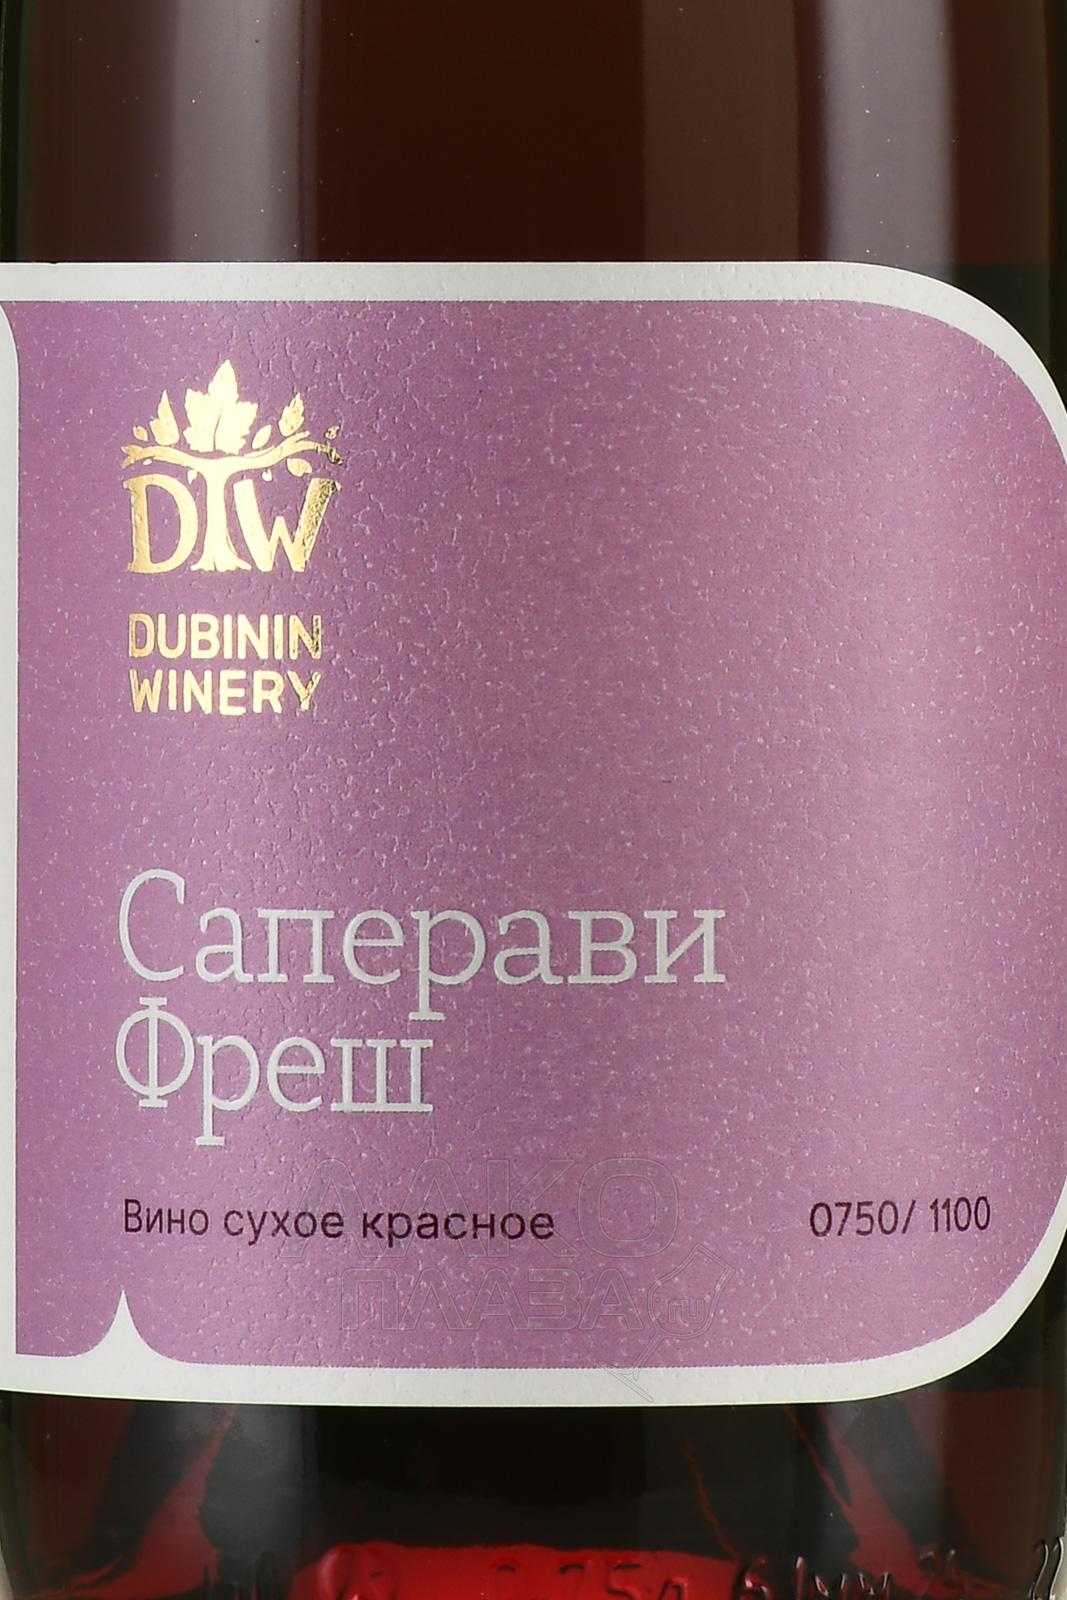 DW
DUBININ
WINERY
Саперави
Фреш
Вино сухое красное
0750/ 1100
АЛКО
ПЛАЗА.ru